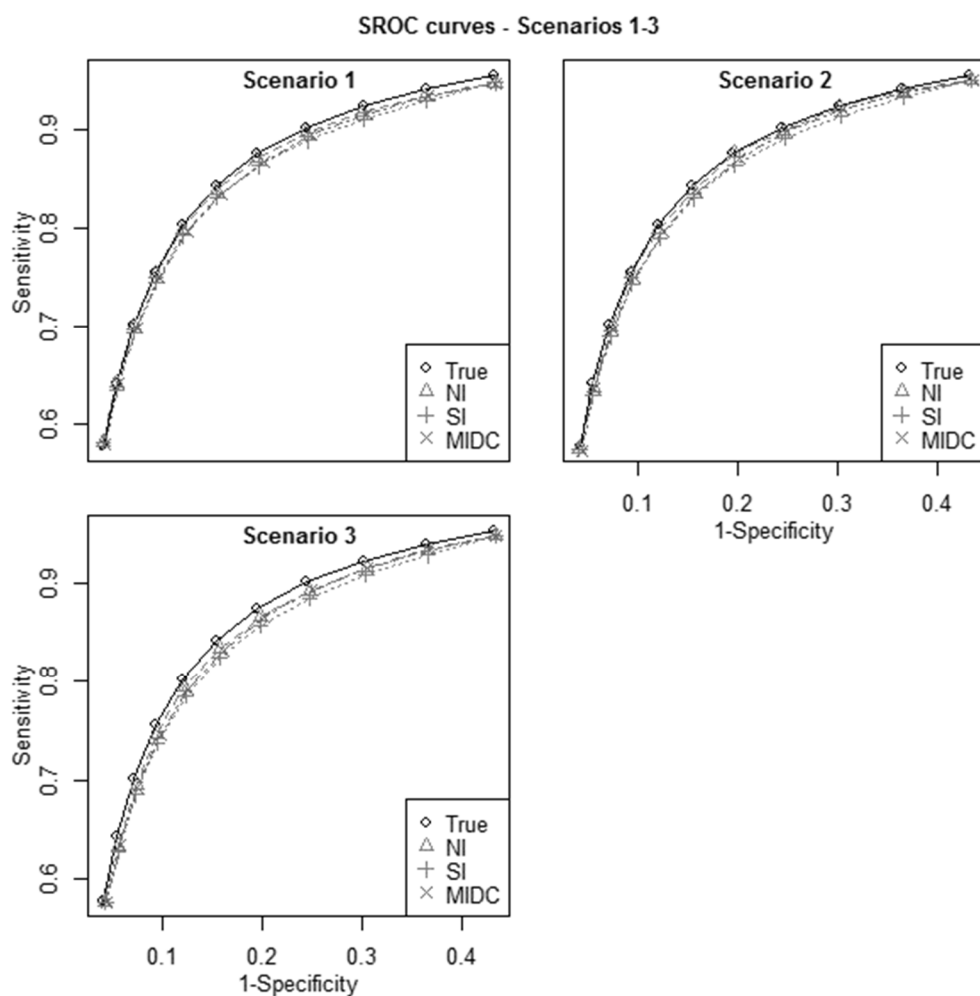 SROC curves - Scenarios 1-3
Scenario 1
Sensitivity
0.6 0.7 0.8 0.9
True
NI
SI
MIDC
Scenario 2
True
NI
SI
MIDC
0.1 0.2 0.3 0.4
1-Specificity
Scenario 3
Sensitivity
0.6 0.7 0.8 0.9
True
NI
SI
MIDC
0.1 0.2 0.3 0.4
1-Specificity